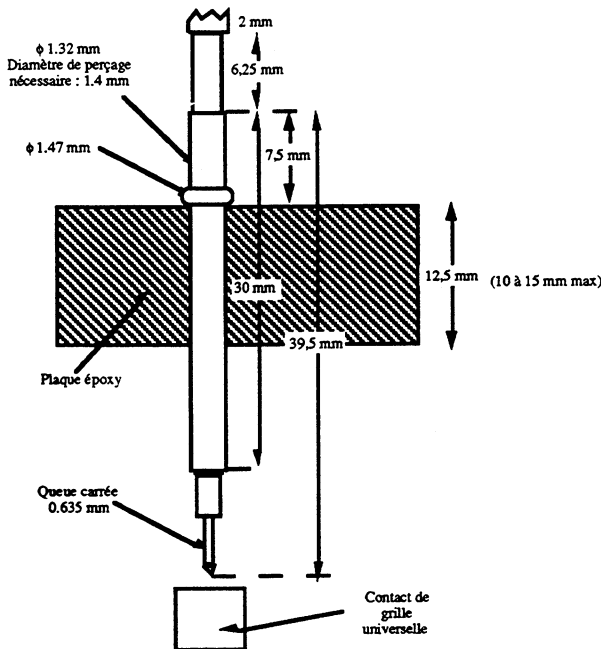 2 mm
ϕ 1.32 mm
Diamètre de perçage
nécessaire : 1.4 mm
6,25 mm
ϕ 1.47 mm
7,5 mm
12,5 mm
(10 à 15 mm max)
30 mm
39,5 mm
Plaque époxy
Queue carrée
0.635 mm
Contact de
grille
universelle